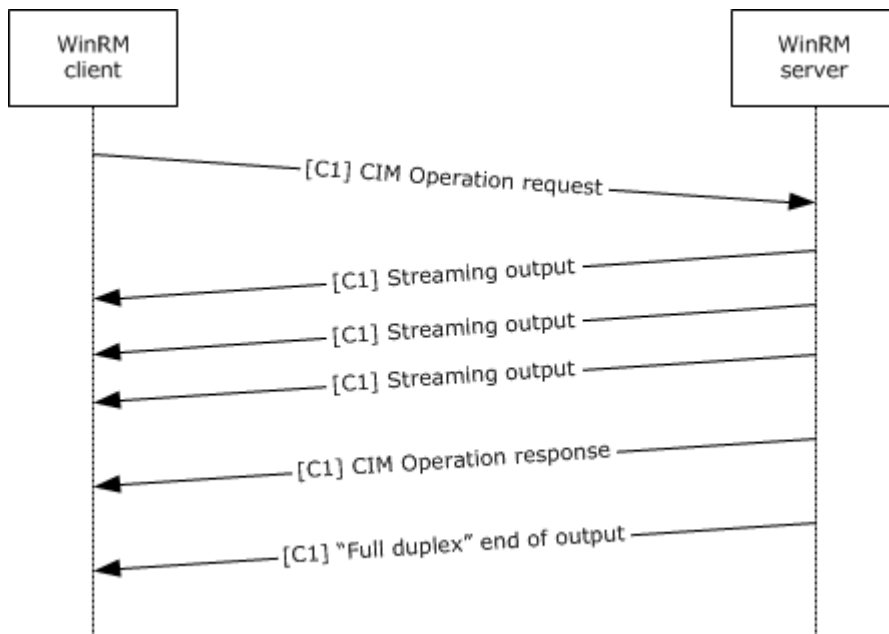 WinRM
client
WinRM
server
[C1] CIM Operation request
[C1] Streaming output
[C1] Streaming output
[C1] Streaming output
[C1] CIM Operation response
[C1] “Full duplex” end of output